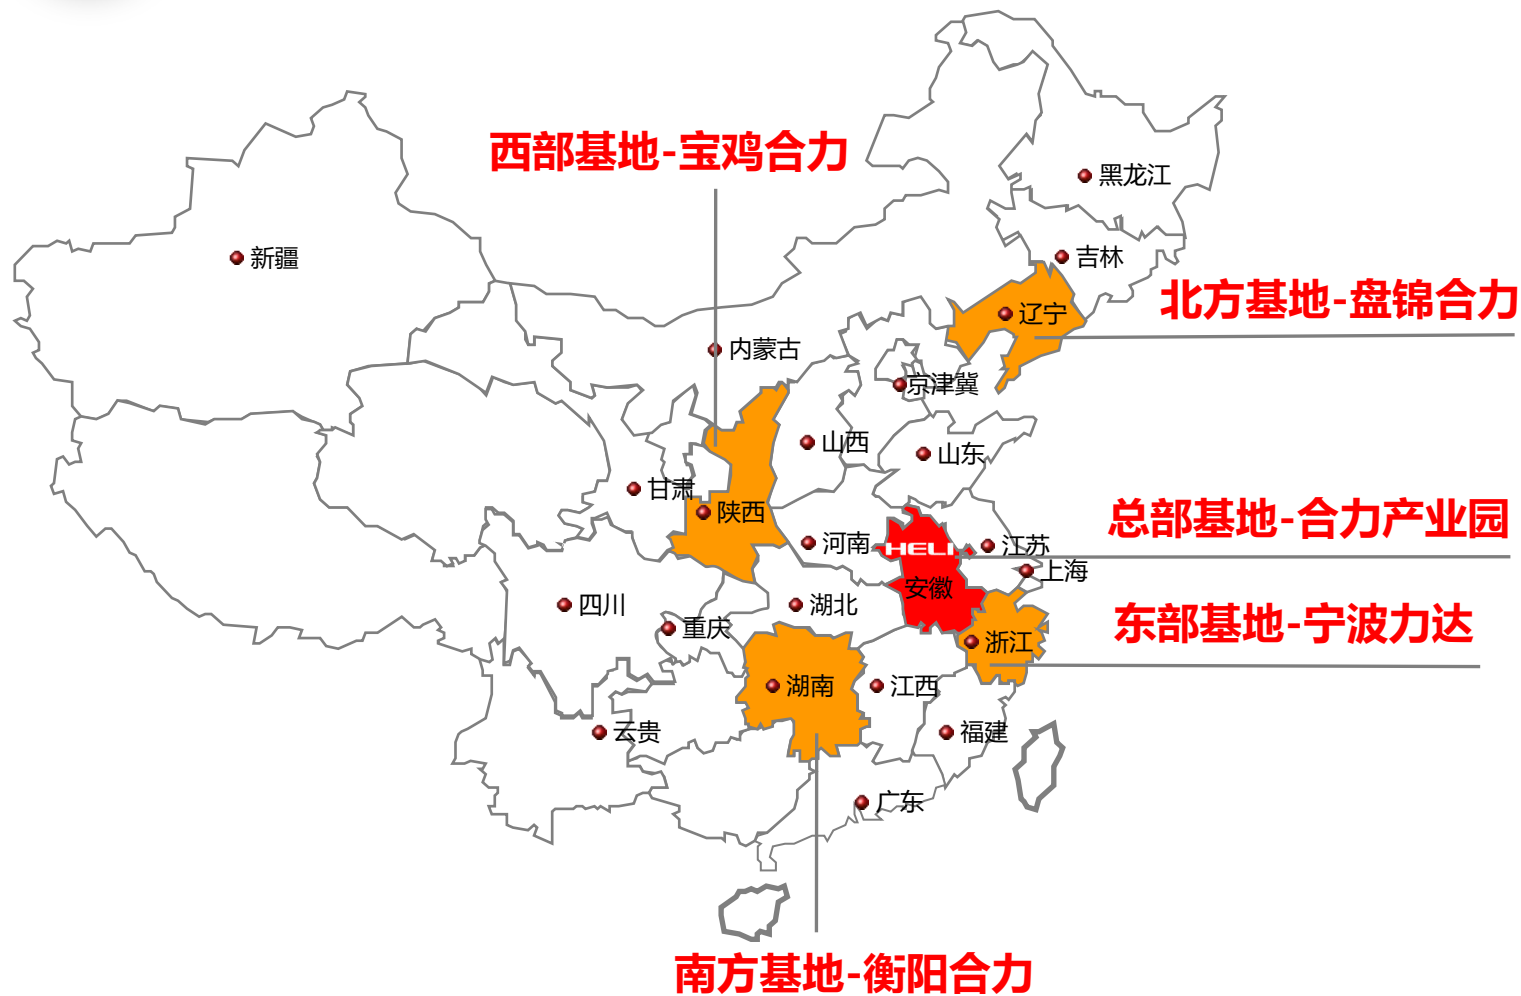 西部基地-宝鸡合力
黑龙江
新疆
吉林
北方基地-盘锦合力
辽宁
内蒙古
京津冀
山西
山东
甘肃
陕西
总部基地-合力产业园
河南
HELI
江苏
上海
安徽
四川
湖北
重庆
东部基地-宁波力达
浙江
湖南
江西
云贵
福建
广东
南方基地-衡阳合力